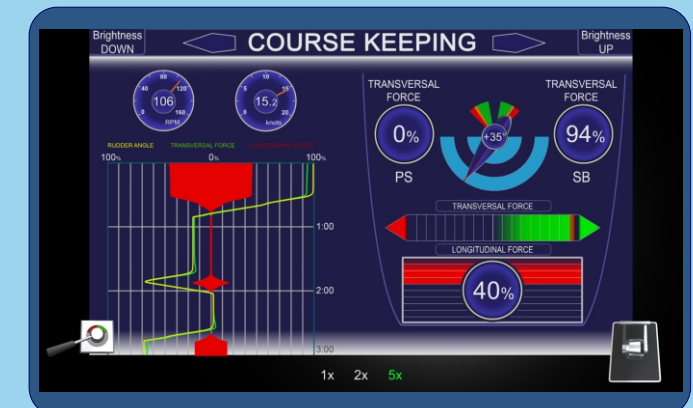 Brightness
DOWN
COURSE KEEPING
Brightness
UP
80
40
120
106
0
160
RPM
10
5
15
15.2
0
20
knots
TRANSVERSAL
FORCE
0%
PS
+35°
TRANSVERSAL
FORCE
94%
SB
RUDDER ANGLE
TRANSVERSAL FORCE
LONGITUDINAL FORCE
100%
0%
100%
1:00
2:00
3:00
TRANSVERSAL FORCE
LONGITUDINAL FORCE
40%
1x 2x 5x